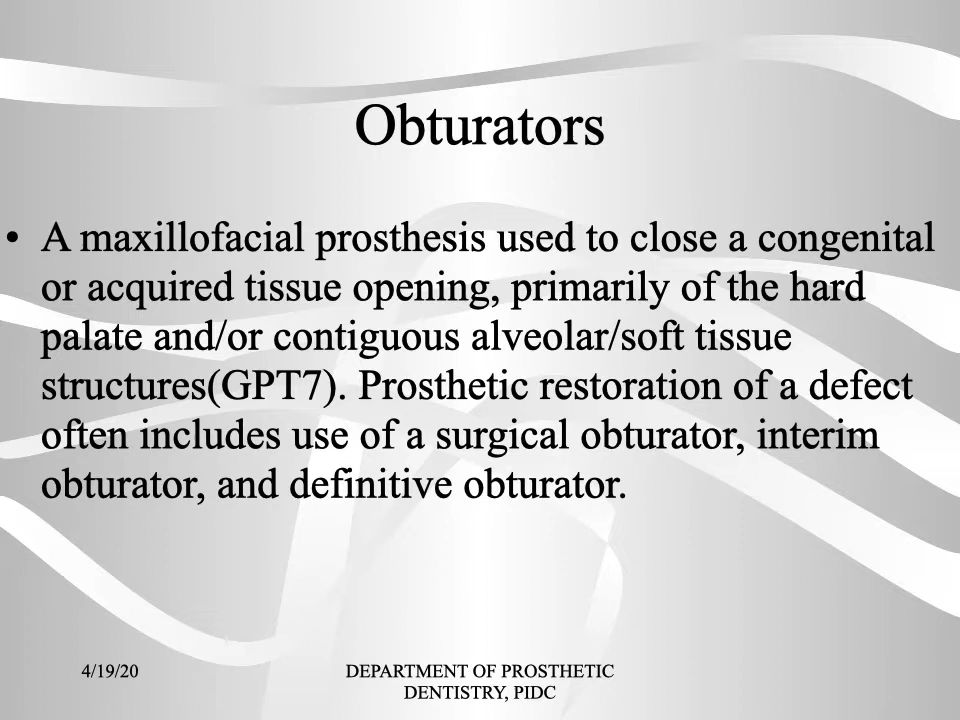 Obturators
• A maxillofacial prosthesis used to close a congenital
or acquired tissue opening, primarily of the hard
palate and/or contiguous alveolar/soft tissue
structures(GPT7). Prosthetic restoration of a defect
often includes use of a surgical obturator, interim
obturator, and definitive obturator.
4/19/20
DEPARTMENT OF PROSTHETIC
DENTISTRY, PIDC